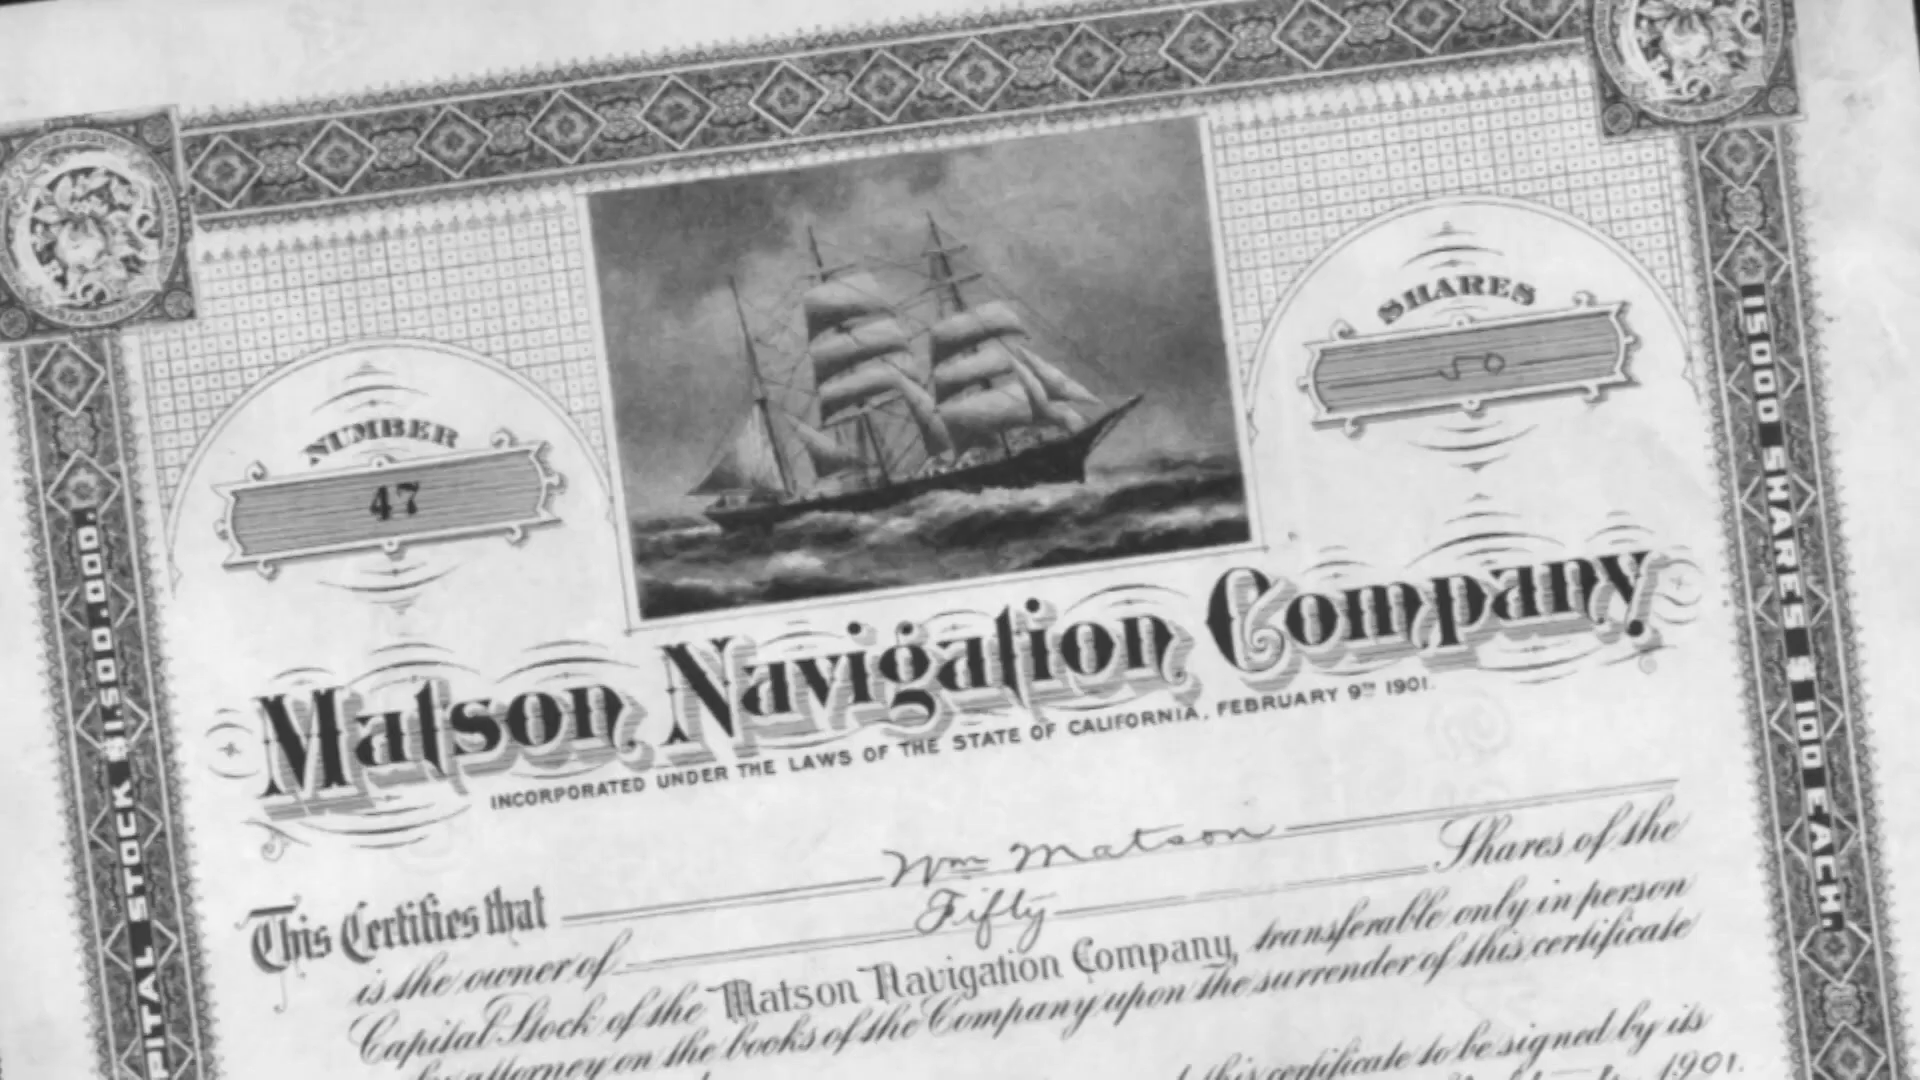 NUMBER
47
SHARES
50
Matson Navigation Company
INCORPORATED UNDER THE LAWS OF THE STATE OF CALIFORNIA, FEBRUARY 9TH 1901.
This Certifies that Wm Matson
is the owner of Fifty Shares of the
Capital Stock of the Matson Navigation Company, transferable only in person
attorney on the books of the Company upon the surrender of this certificate
this certificate to be signed by its
1901.
PITAL STOCK $1,500,000.
15000 SHARES $100 EACH.